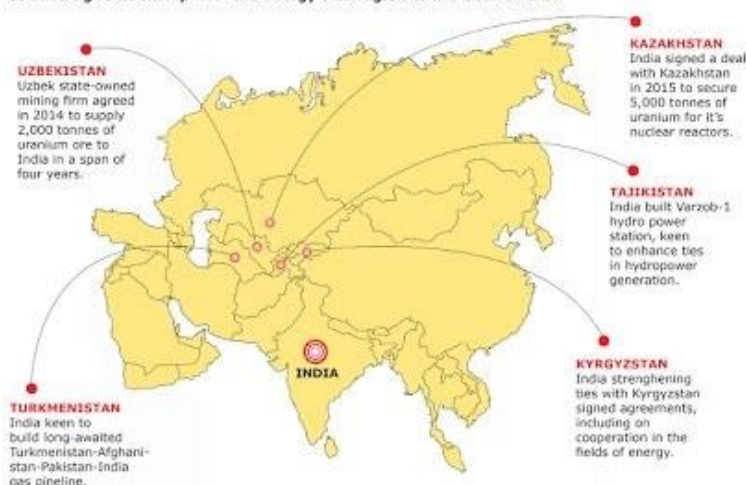 UZBEKISTAN
Uzbek state-owned
mining firm agreed
in 2014 to supply
2,000 tonnes of
uranium ore to
India in a span of
four years.
KAZAKHSTAN
India signed a deal
with Kazakhstan
in 2015 to secure
5,000 tonnes of
uranium for it's
nuclear reactors.
TAJIKISTAN
India built Varzob-1
hydro power
station, keen
to enhance ties
in hydropower
generation.
INDIA
KYRGYZSTAN
India strenghening
ties with Kyrgyzstan
signed agreements,
including on
cooperation in the
fields of energy.
TURKMENISTAN
India keen to
build long-awaited
Turkmenistan-Afghani-
stan-Pakistan-India
gas pipeline.